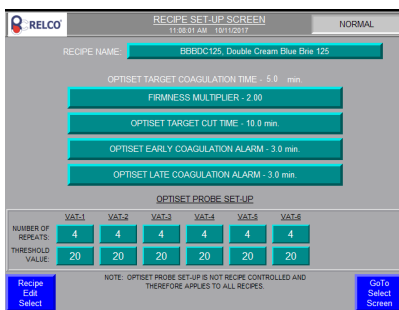 RELCO
RECIPE SET-UP SCREEN
11:08:01 AM 10/11/2017
NORMAL
RECIPE NAME: BBBDC125, Double Cream Blue Brie 125
OPTISET TARGET COAGULATION TIME - 5.0 min.
FIRMNESS MULTIPLIER - 2.00
OPTISET TARGET CUT TIME - 10.0 min.
OPTISET EARLY COAGULATION ALARM - 3.0 min.
OPTISET LATE COAGULATION ALARM - 3.0 min.
OPTISET PROBE SET-UP
VAT-1 VAT-2 VAT-3 VAT-4 VAT-5 VAT-6
NUMBER OF
REPEATS: 4 4 4 4 4 4
THRESHOLD
VALUE: 20 20 20 20 20 20
NOTE: OPTISET PROBE SET-UP IS NOT RECIPE CONTROLLED AND
THEREFORE APPLIES TO ALL RECIPES.
Recipe
Edit
Select
GoTo
Select
Screen